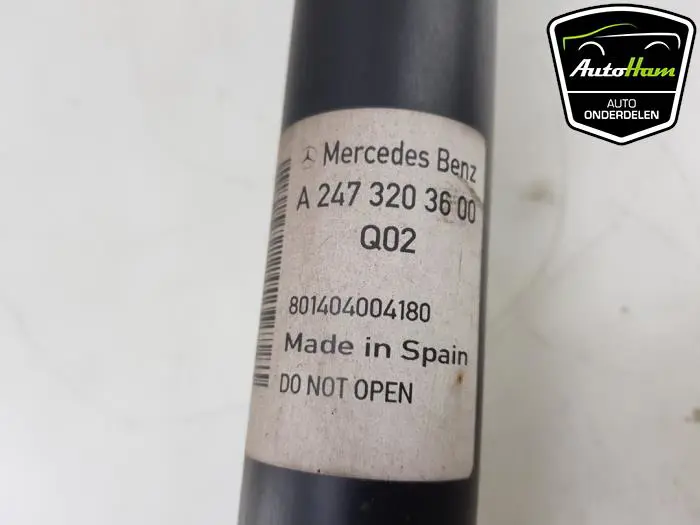 AutoHam
AUTO
ONDERDELEN
Mercedes Benz
A 247 320 36 00
Q02
801404004180
Made in Spain
DO NOT OPEN